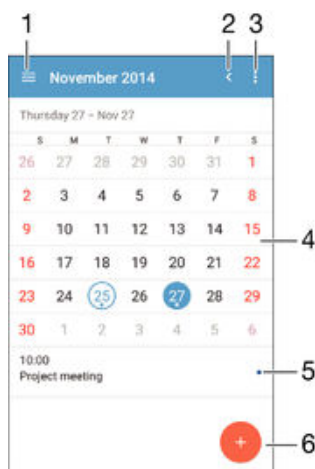 1 2 3
November 2014
Thursday 27 – Nov 27
S M T W T F S
26 27 28 29 30 31 1
2 3 4 5 6 7 8
9 10 11 12 13 14 15
4
16 17 18 19 20 21 22
23 24 25 26 27 28 29
30 1 2 3 4 5 6
10:00
Project meeting
5
+
6